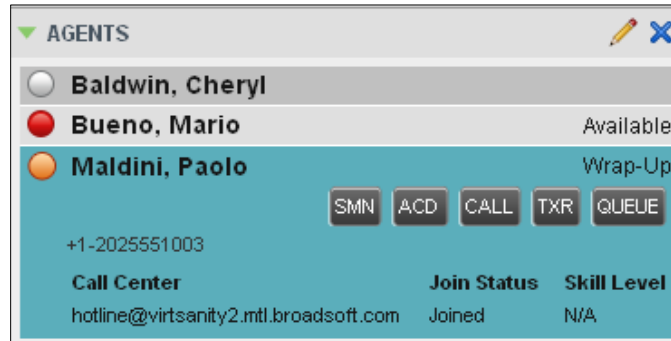 AGENTS
Baldwin, Cheryl
Bueno, Mario Available
Maldini, Paolo Wrap-Up
SMN ACD CALL TXR QUEUE
+1-2025551003
Call Center Join Status Skill Level
hotline@virtsanity2.mtl.broadsoft.com Joined N/A